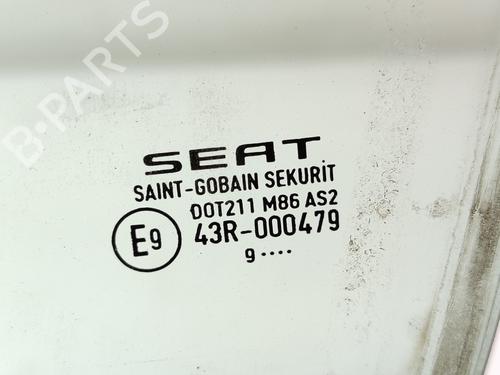 B-PARTS
SEAT
SAINT-GOBAIN SEKURIT
DOT211 M86 AS2
E9 43R-000479
9 ....